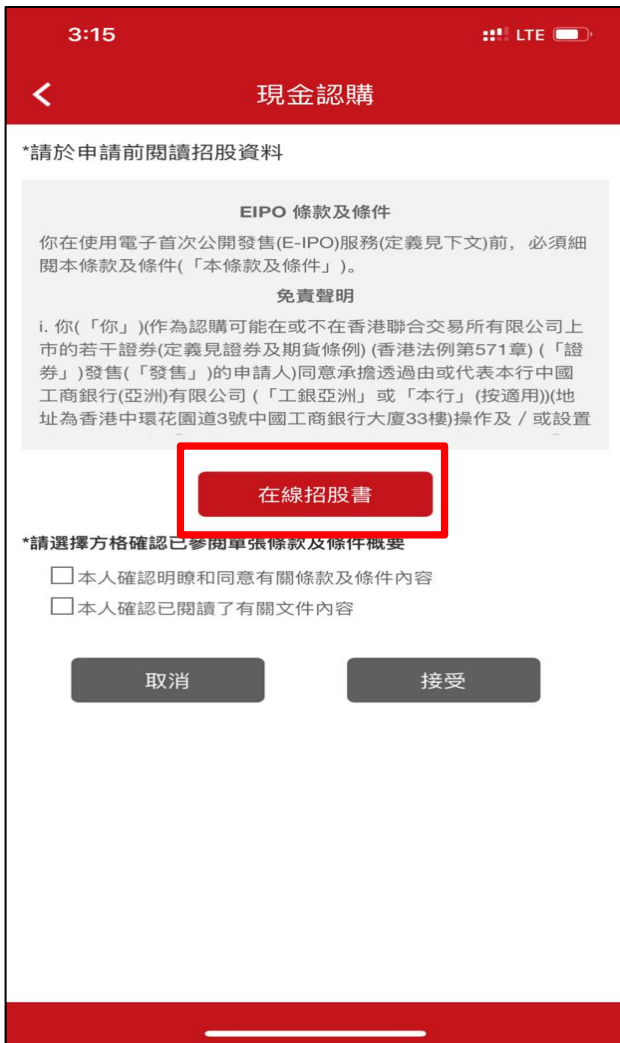 3:15
LTE
現金認購
*請於申請前閱讀招股資料
EIPO 條款及條件
你在使用電子首次公開發售(E-IPO)服務(定義見下文)前，必須細
閱本條款及條件(「本條款及條件」)。
免責聲明
i. 你(「你」)(作為認購可能在或不在香港聯合交易所有限公司上
市的若干證券(定義見證券及期貨條例) (香港法例第571章) (「證
券」)發售(「發售」)的申請人)同意承擔透過由或代表本行中國
工商銀行(亞洲)有限公司 (「工銀亞洲」或「本行」(按適用))(地
址為香港中環花園道3號中國工商銀行大廈33樓)操作及 / 或設置
在線招股書
*請選擇方格確認已參閱單張條款及條件概要
本人確認明瞭和同意有關條款及條件內容
本人確認已閱讀了有關文件內容
取消
接受